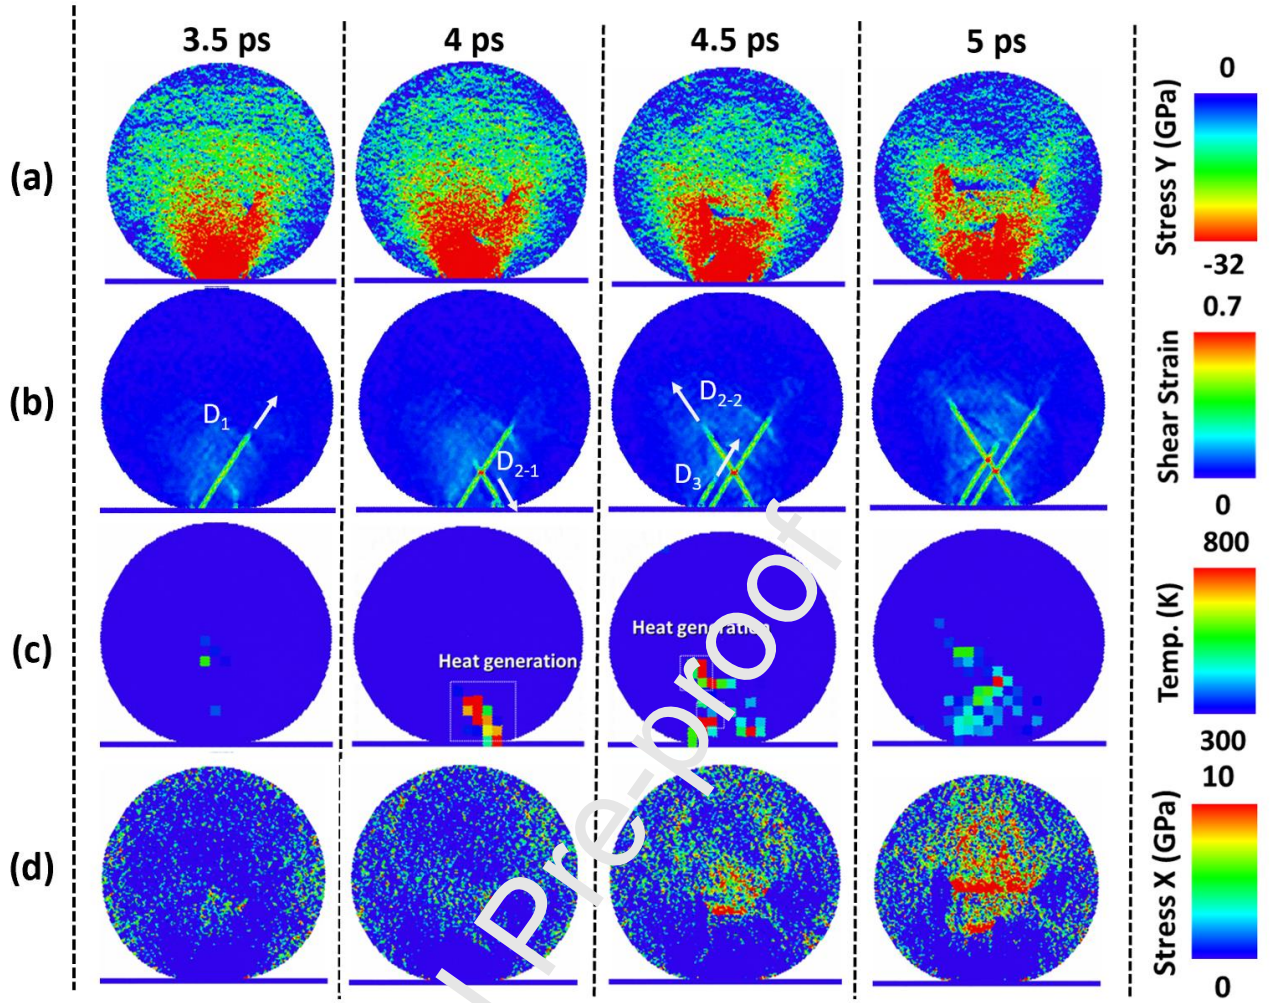 3.5 ps
4 ps
4.5 ps
5 ps
(a)
0
Stress Y (GPa)
-32
(b)
D1
D2-1
D2-2
D3
0.7
Shear Strain
0
(c)
Heat generation
Heat generation
800
Temp. (K)
300
(d)
10
Stress X (GPa)
0
l Pre-proof